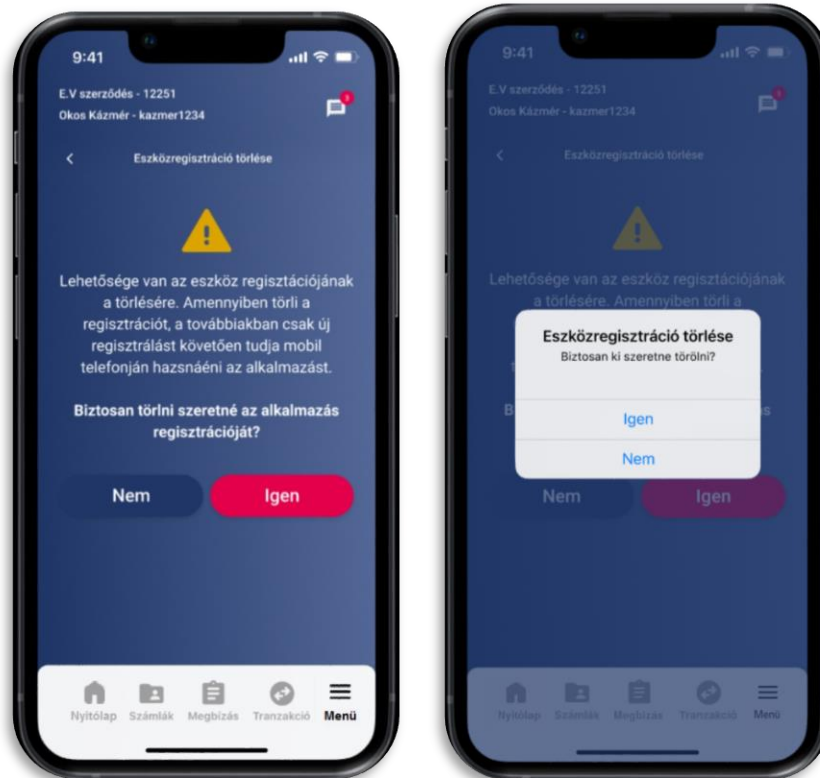 9:41
E.V szerződés - 12251
Okos Kázmér - kazmer1234
Eszközregisztráció törlése
Lehetősége van az eszköz regisztációjának
a törlésére. Amennyiben törli a
regisztrációt, a továbbiakban csak új
regisztrálást követően tudja mobil
telefonján hazsnáéni az alkalmazást.
Biztosan törlni szeretné az alkalmazás
regisztrációját?
Nem Igen
Nyitólap Számlák Megbízás Tranzakció Menü
9:41
E.V szerződés - 12251
Okos Kázmér - kazmer1234
Eszközregisztráció törlése
Lehetősége van az eszköz regisztációjának
a törlésére. Amennyiben törli a
Eszközregisztráció törlése
Biztosan ki szeretne törölni?
Igen
Nem
Nem Igen
Nyitólap Számlák Megbízás Tranzakció Menü